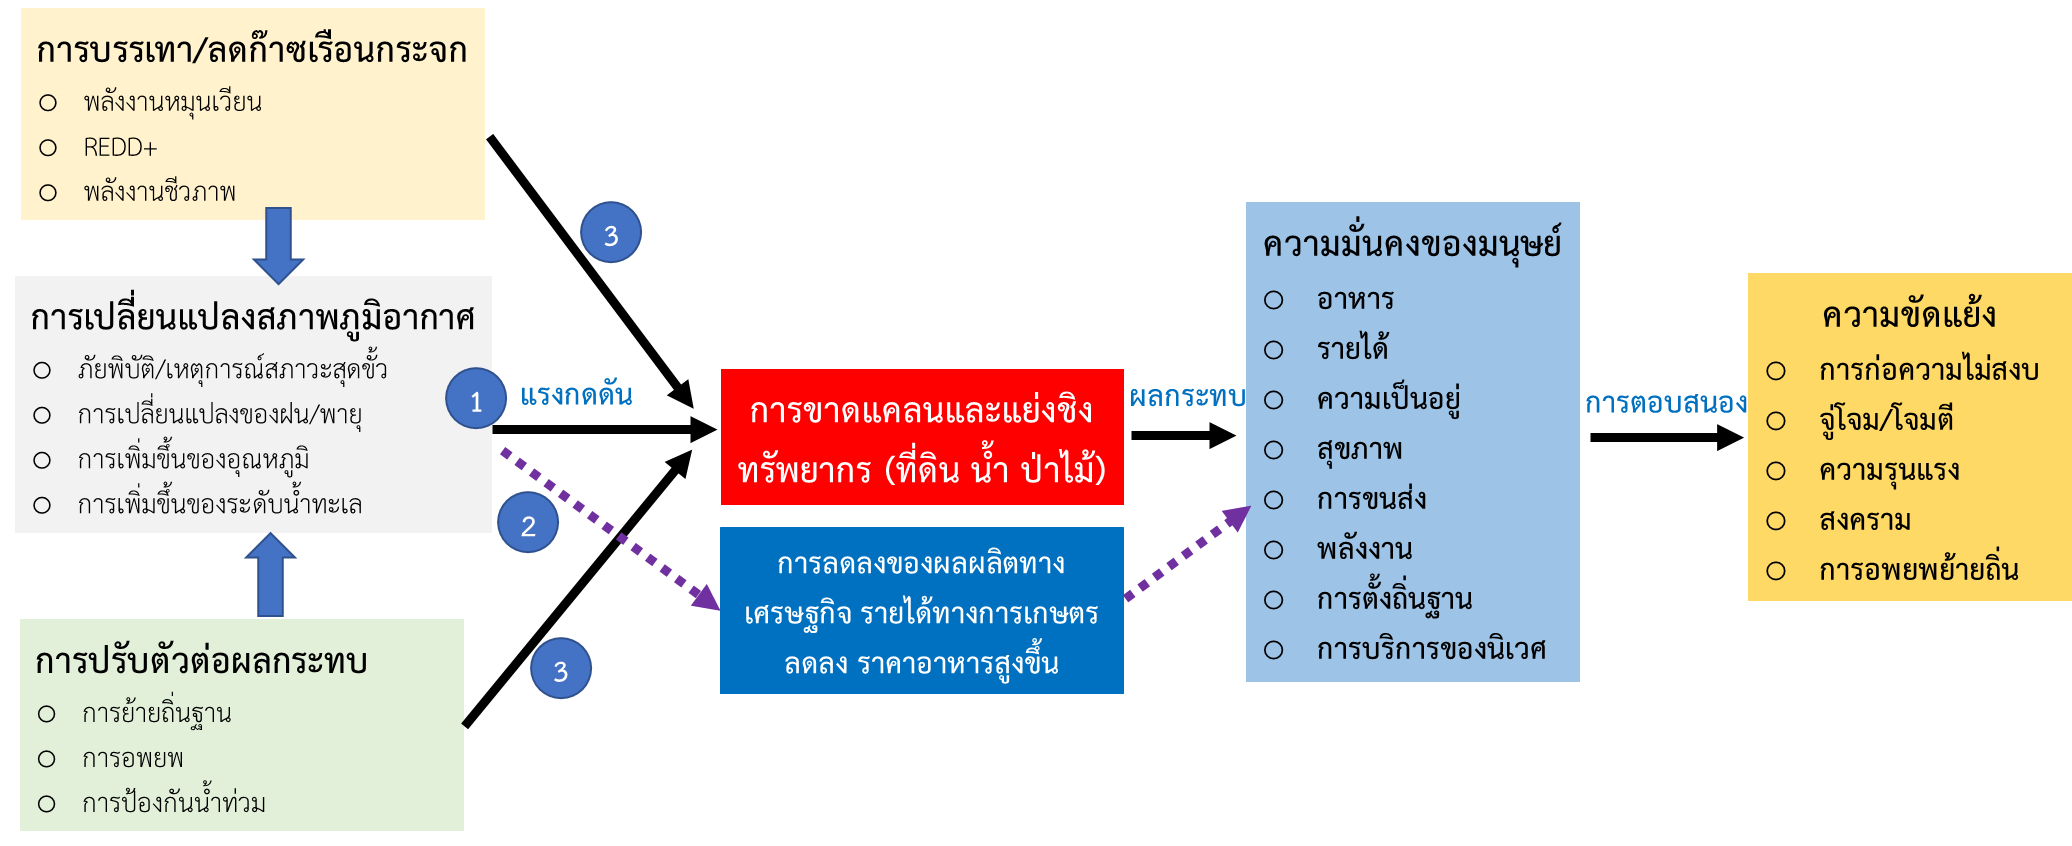 การบรรเทา/ลดก๊าซเรือนกระจก
พลังงานหมุนเวียน
REDD+
พลังงานชีวภาพ
การเปลี่ยนแปลงสภาพภูมิอากาศ
ภัยพิบัติ/เหตุการณ์สภาวะสุดขั้ว
การเปลี่ยนแปลงของฝน/พายุ
การเพิ่มขึ้นของอุณหภูมิ
การเพิ่มขึ้นของระดับน้ำทะเล
การปรับตัวต่อผลกระทบ
การย้ายถิ่นฐาน
การอพยพ
การป้องกันน้ำท่วม
3
1
แรงกดดัน
2
3
การขาดแคลนและแย่งชิง
ทรัพยากร (ที่ดิน น้ำ ป่าไม้)
การลดลงของผลผลิตทาง
เศรษฐกิจ รายได้ทางการเกษตร
ลดลง ราคาอาหารสูงขึ้น
ผลกระทบ
ความมั่นคงของมนุษย์
อาหาร
รายได้
ความเป็นอยู่
สุขภาพ
การขนส่ง
พลังงาน
การตั้งถิ่นฐาน
การบริการของนิเวศ
การตอบสนอง
ความขัดแย้ง
การก่อความไม่สงบ
จู่โจม/โจมตี
ความรุนแรง
สงคราม
การอพยพย้ายถิ่น